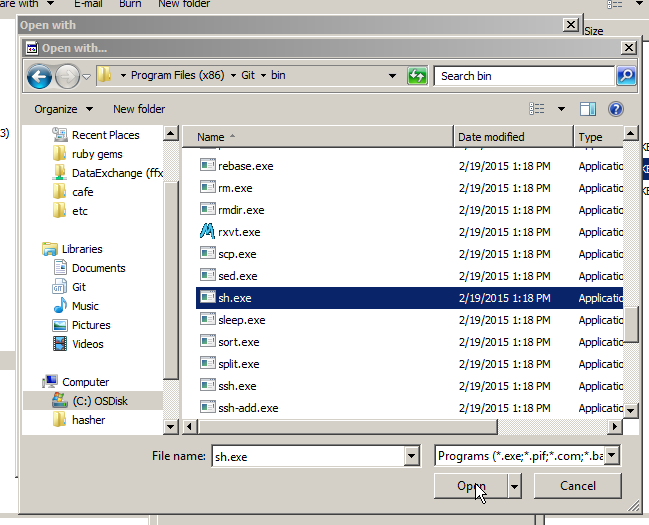 are with
E-mail
Burn
New folder
Open with
Size
Open with...
Program Files (x86) Git bin
Search bin
Organize
New folder
3)
Recent Places
ruby gems
DataExchange (ffx
cafe
etc
Libraries
Documents
Git
Music
Pictures
Videos
Computer
(C:) OSDisk
hasher
Name
Date modified
Type
rebase.exe 2/19/2015 1:18 PM Applicatio
rm.exe 2/19/2015 1:18 PM Applicatio
rmdir.exe 2/19/2015 1:18 PM Applicatio
rxvt.exe 2/19/2015 1:18 PM Applicatio
scp.exe 2/19/2015 1:18 PM Applicatio
sed.exe 2/19/2015 1:18 PM Applicatio
sh.exe 2/19/2015 1:18 PM Applicatio
sleep.exe 2/19/2015 1:18 PM Applicatio
sort.exe 2/19/2015 1:18 PM Applicatio
split.exe 2/19/2015 1:18 PM Applicatio
ssh.exe 2/19/2015 1:18 PM Applicatio
ssh-add.exe 2/19/2015 1:18 PM Applicatio
File name: sh.exe
Programs (*.exe;*.pif;*.com;*.ba
Open
Cancel